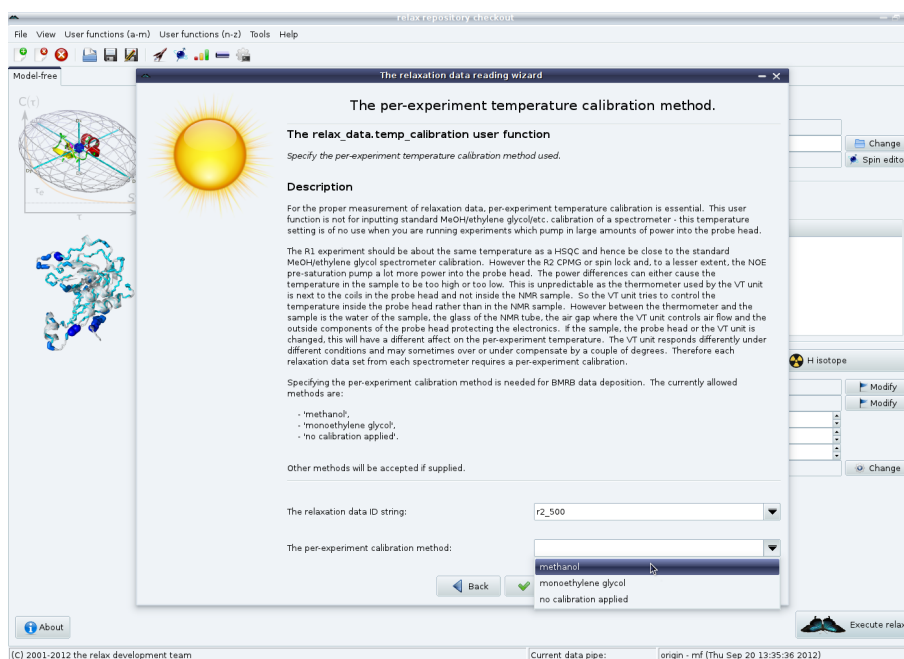 relax repository checkout
File View User functions (a-m) User functions (n-z) Tools Help
Model-free
The relaxation data reading wizard
C(τ)
τe
S
τ
The per-experiment temperature calibration method.
The relax_data.temp_calibration user function
Specify the per-experiment temperature calibration method used.
Description
For the proper measurement of relaxation data, per-experiment temperature calibration is essential. This user
function is not for inputting standard MeOH/ethylene glycol/etc. calibration of a spectrometer - this temperature
setting is of no use when you are running experiments which pump in large amounts of power into the probe head.
The R1 experiment should be about the same temperature as a HSQC and hence be close to the standard
MeOH/ethylene glycol spectrometer calibration. However the R2 CPMG or spin lock and, to a lesser extent, the NOE
pre-saturation pump a lot more power into the probe head. The power differences can either cause the
temperature in the sample to be too high or too low. This is unpredictable as the thermometer used by the VT unit
is next to the coils in the probe head and not inside the NMR sample. So the VT unit tries to control the
temperature inside the probe head rather than in the NMR sample. However between the thermometer and the
sample is the water of the sample, the glass of the NMR tube, the air gap where the VT unit controls air flow and the
outside components of the probe head protecting the electronics. If the sample, the probe head or the VT unit is
changed, this will have a different affect on the per-experiment temperature. The VT unit responds differently under
different conditions and may sometimes over or under compensate by a couple of degrees. Therefore each
relaxation data set from each spectrometer requires a per-experiment calibration.
Specifying the per-experiment calibration method is needed for BMRB data deposition. The currently allowed
methods are:
- 'methanol',
- 'monoethylene glycol',
- 'no calibration applied'.
Other methods will be accepted if supplied.
The relaxation data ID string: r2_500
The per-experiment calibration method:
methanol
monoethylene glycol
no calibration applied
Back
Change
Spin edito
H isotope
Modify
Modify
Change
About
Execute relax
(C) 2001-2012 the relax development team Current data pipe: origin - mf (Thu Sep 20 13:35:36 2012)